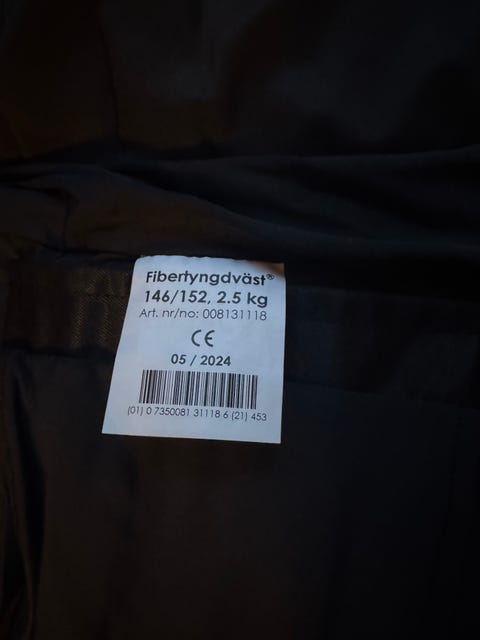 Fibertyngdväst®
146/152, 2.5 kg
Art. nr/no: 008131118
CE
05 / 2024
(01) 0 7350081 31118 6 (21) 453